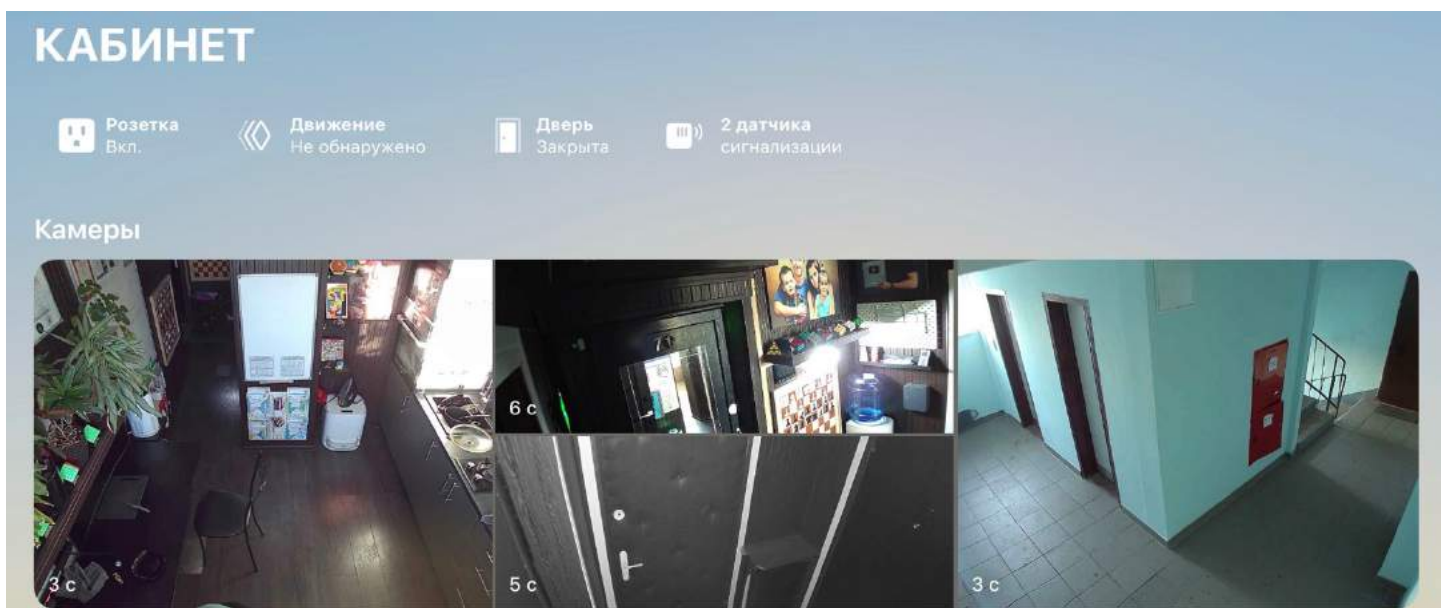 КАБИНЕТ
Розетка
Вкл.
Движение
Не обнаружено
Дверь
Закрыта
2 датчика
сигнализации
Камеры
3 с
6 с
5 с
3 с